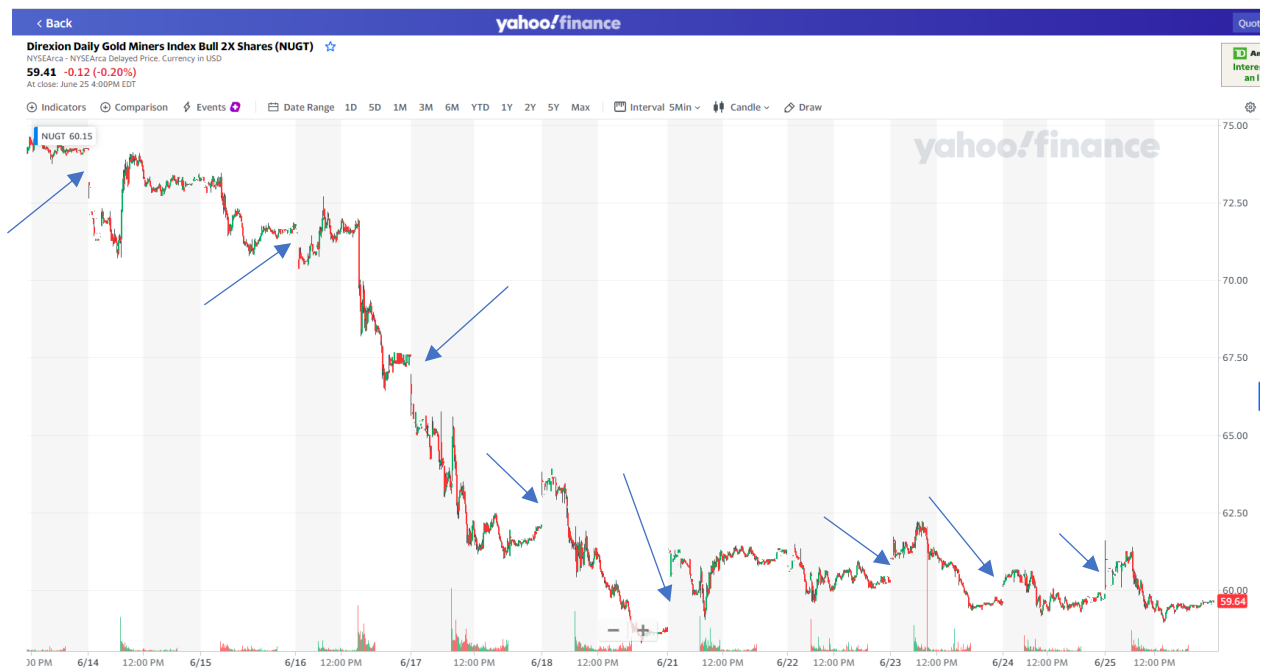 < Back
yahoo!finance
Quot
Direxion Daily Gold Miners Index Bull 2X Shares (NUGT)
NYSEArca - NYSEArca Delayed Price. Currency in USD
59.41 -0.12 (-0.20%)
At close: June 25 4:00PM EDT
TD Am
Intere
an I
Indicators Comparison Events Date Range 1D 5D 1M 3M 6M YTD 1Y 2Y 5Y Max Interval 5Min Candle Draw
NUGT 60.15
yahoo!finance
75.00
72.50
70.00
67.50
65.00
62.50
60.00
59.64
00 PM 6/14 12:00 PM 6/15 6/16 12:00 PM 6/17 12:00 PM 6/18 12:00 PM 6/21 12:00 PM 6/22 12:00 PM 6/23 12:00 PM 6/24 12:00 PM 6/25 12:00 PM